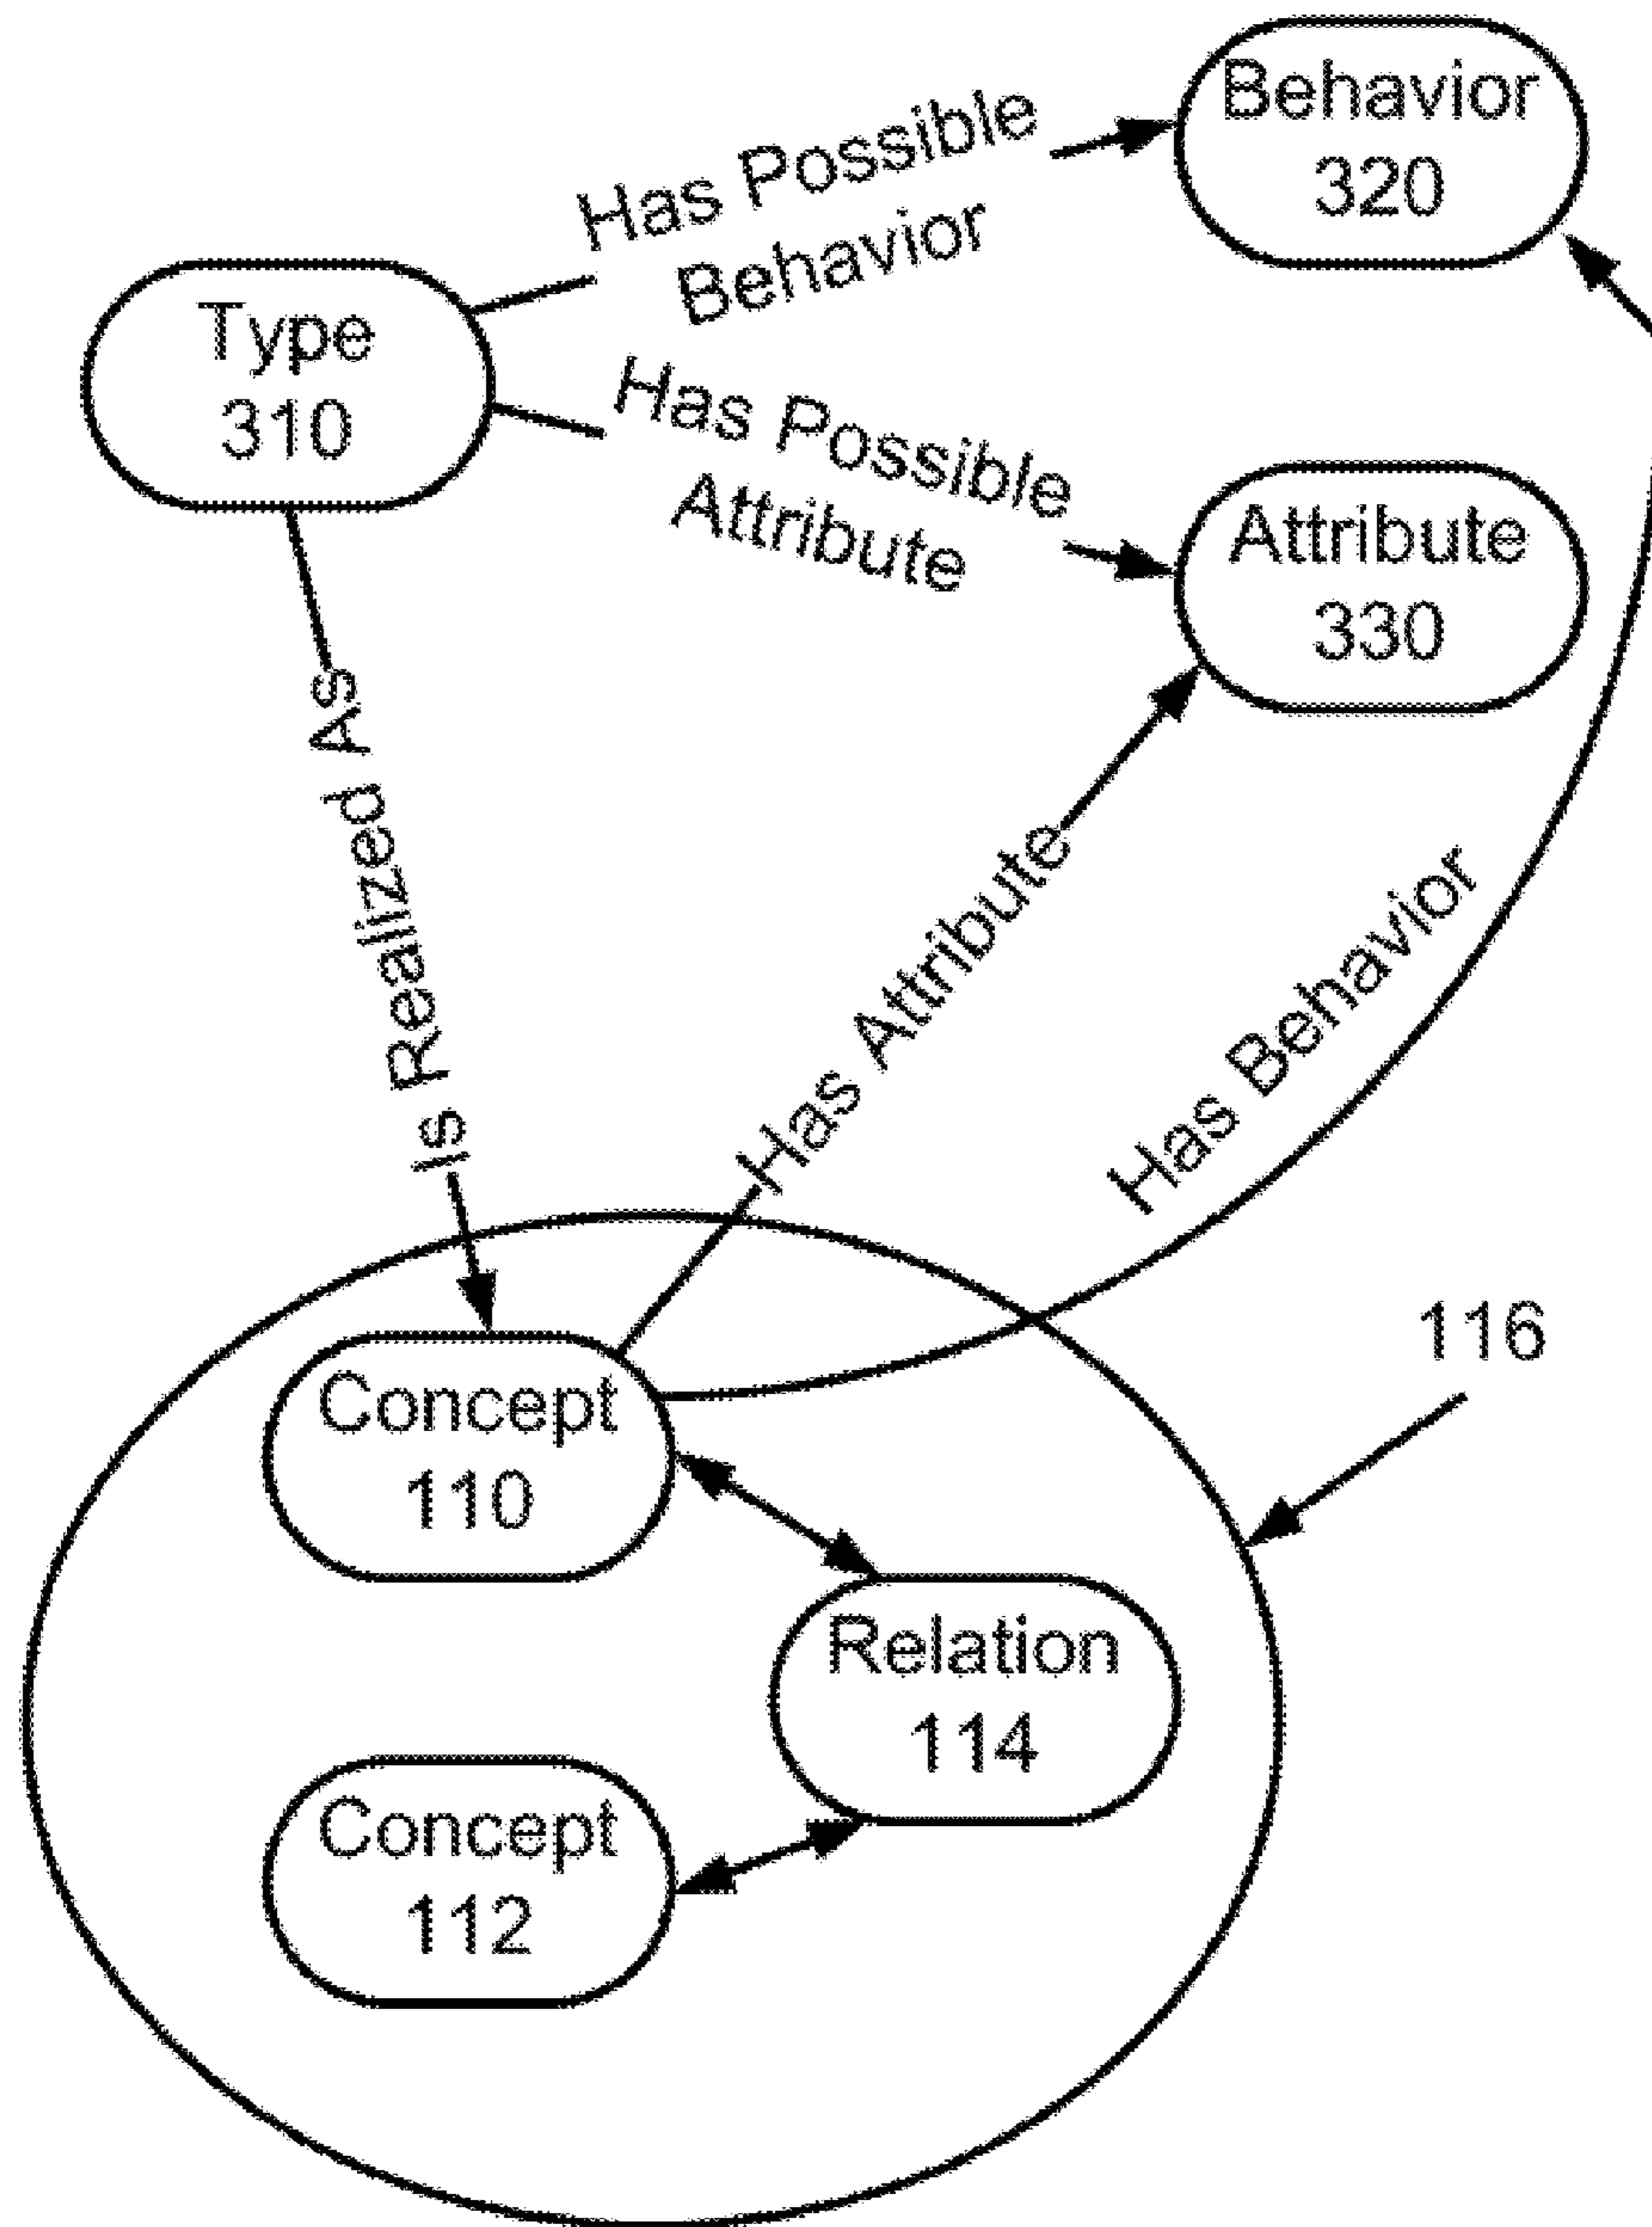 Behavior
320
Has Possible
Behavior
Type
310
Has Possible
Attribute
Attribute
330
Is Realized As
Has Attribute
Has Behavior
116
Concept
110
Relation
114
Concept
112